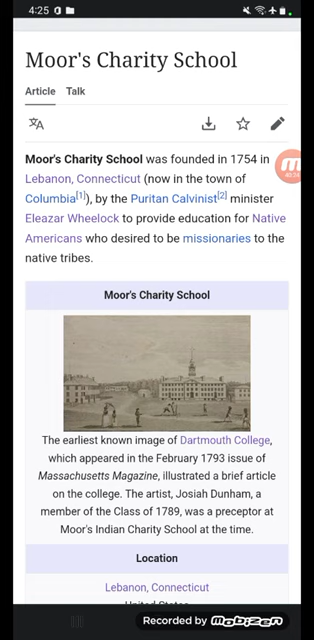 4:25
Moor's Charity School
Article Talk
Moor's Charity School was founded in 1754 in
Lebanon, Connecticut (now in the town of
Columbia[1]), by the Puritan Calvinist[2] minister
Eleazar Wheelock to provide education for Native
Americans who desired to be missionaries to the
native tribes.
Moor's Charity School
The earliest known image of Dartmouth College,
which appeared in the February 1793 issue of
Massachusetts Magazine, illustrated a brief article
on the college. The artist, Josiah Dunham, a
member of the Class of 1789, was a preceptor at
Moor's Indian Charity School at the time.
Location
Lebanon, Connecticut
United States
Recorded by Mobizen